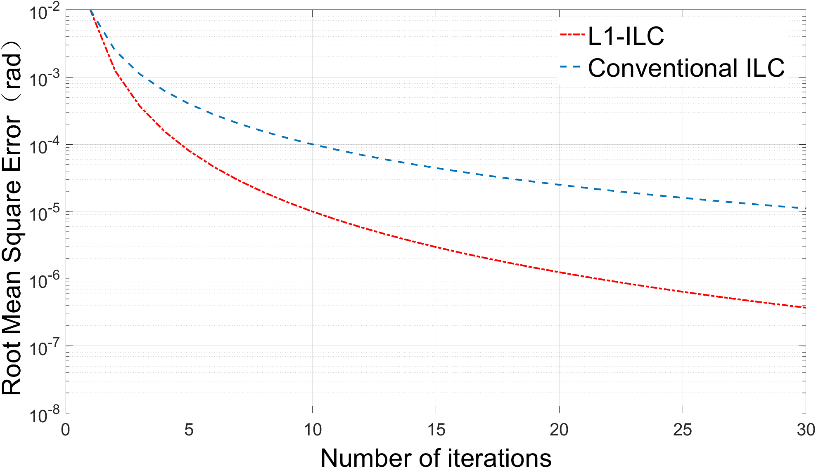 10-2
10-3
10-4
10-5
10-6
10-7
10-8
Root Mean Square Error（rad）
L1-ILC
Conventional ILC
0 5 10 15 20 25 30
Number of iterations